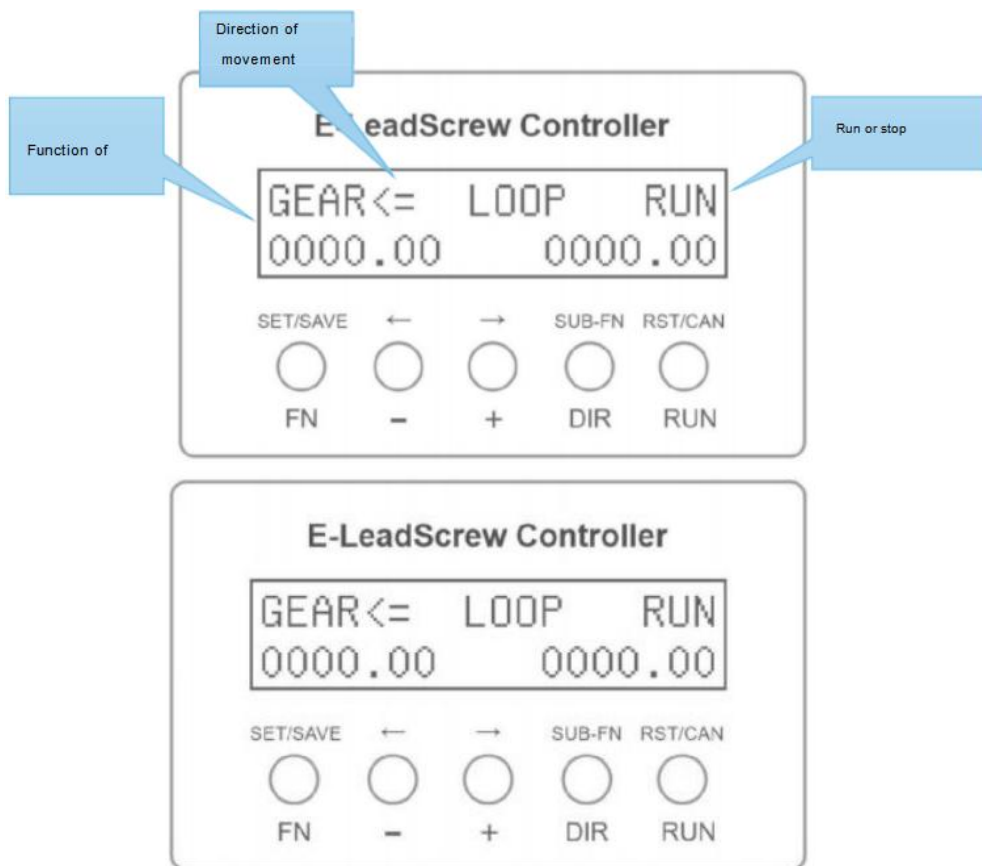 Direction of
movement
Function of
Run or stop
E-LeadScrew Controller
GEAR<= LOOP RUN
0000.00 0000.00
SET/SAVE ← → SUB-FN RST/CAN
FN - + DIR RUN
E-LeadScrew Controller
GEAR<= LOOP RUN
0000.00 0000.00
SET/SAVE ← → SUB-FN RST/CAN
FN - + DIR RUN